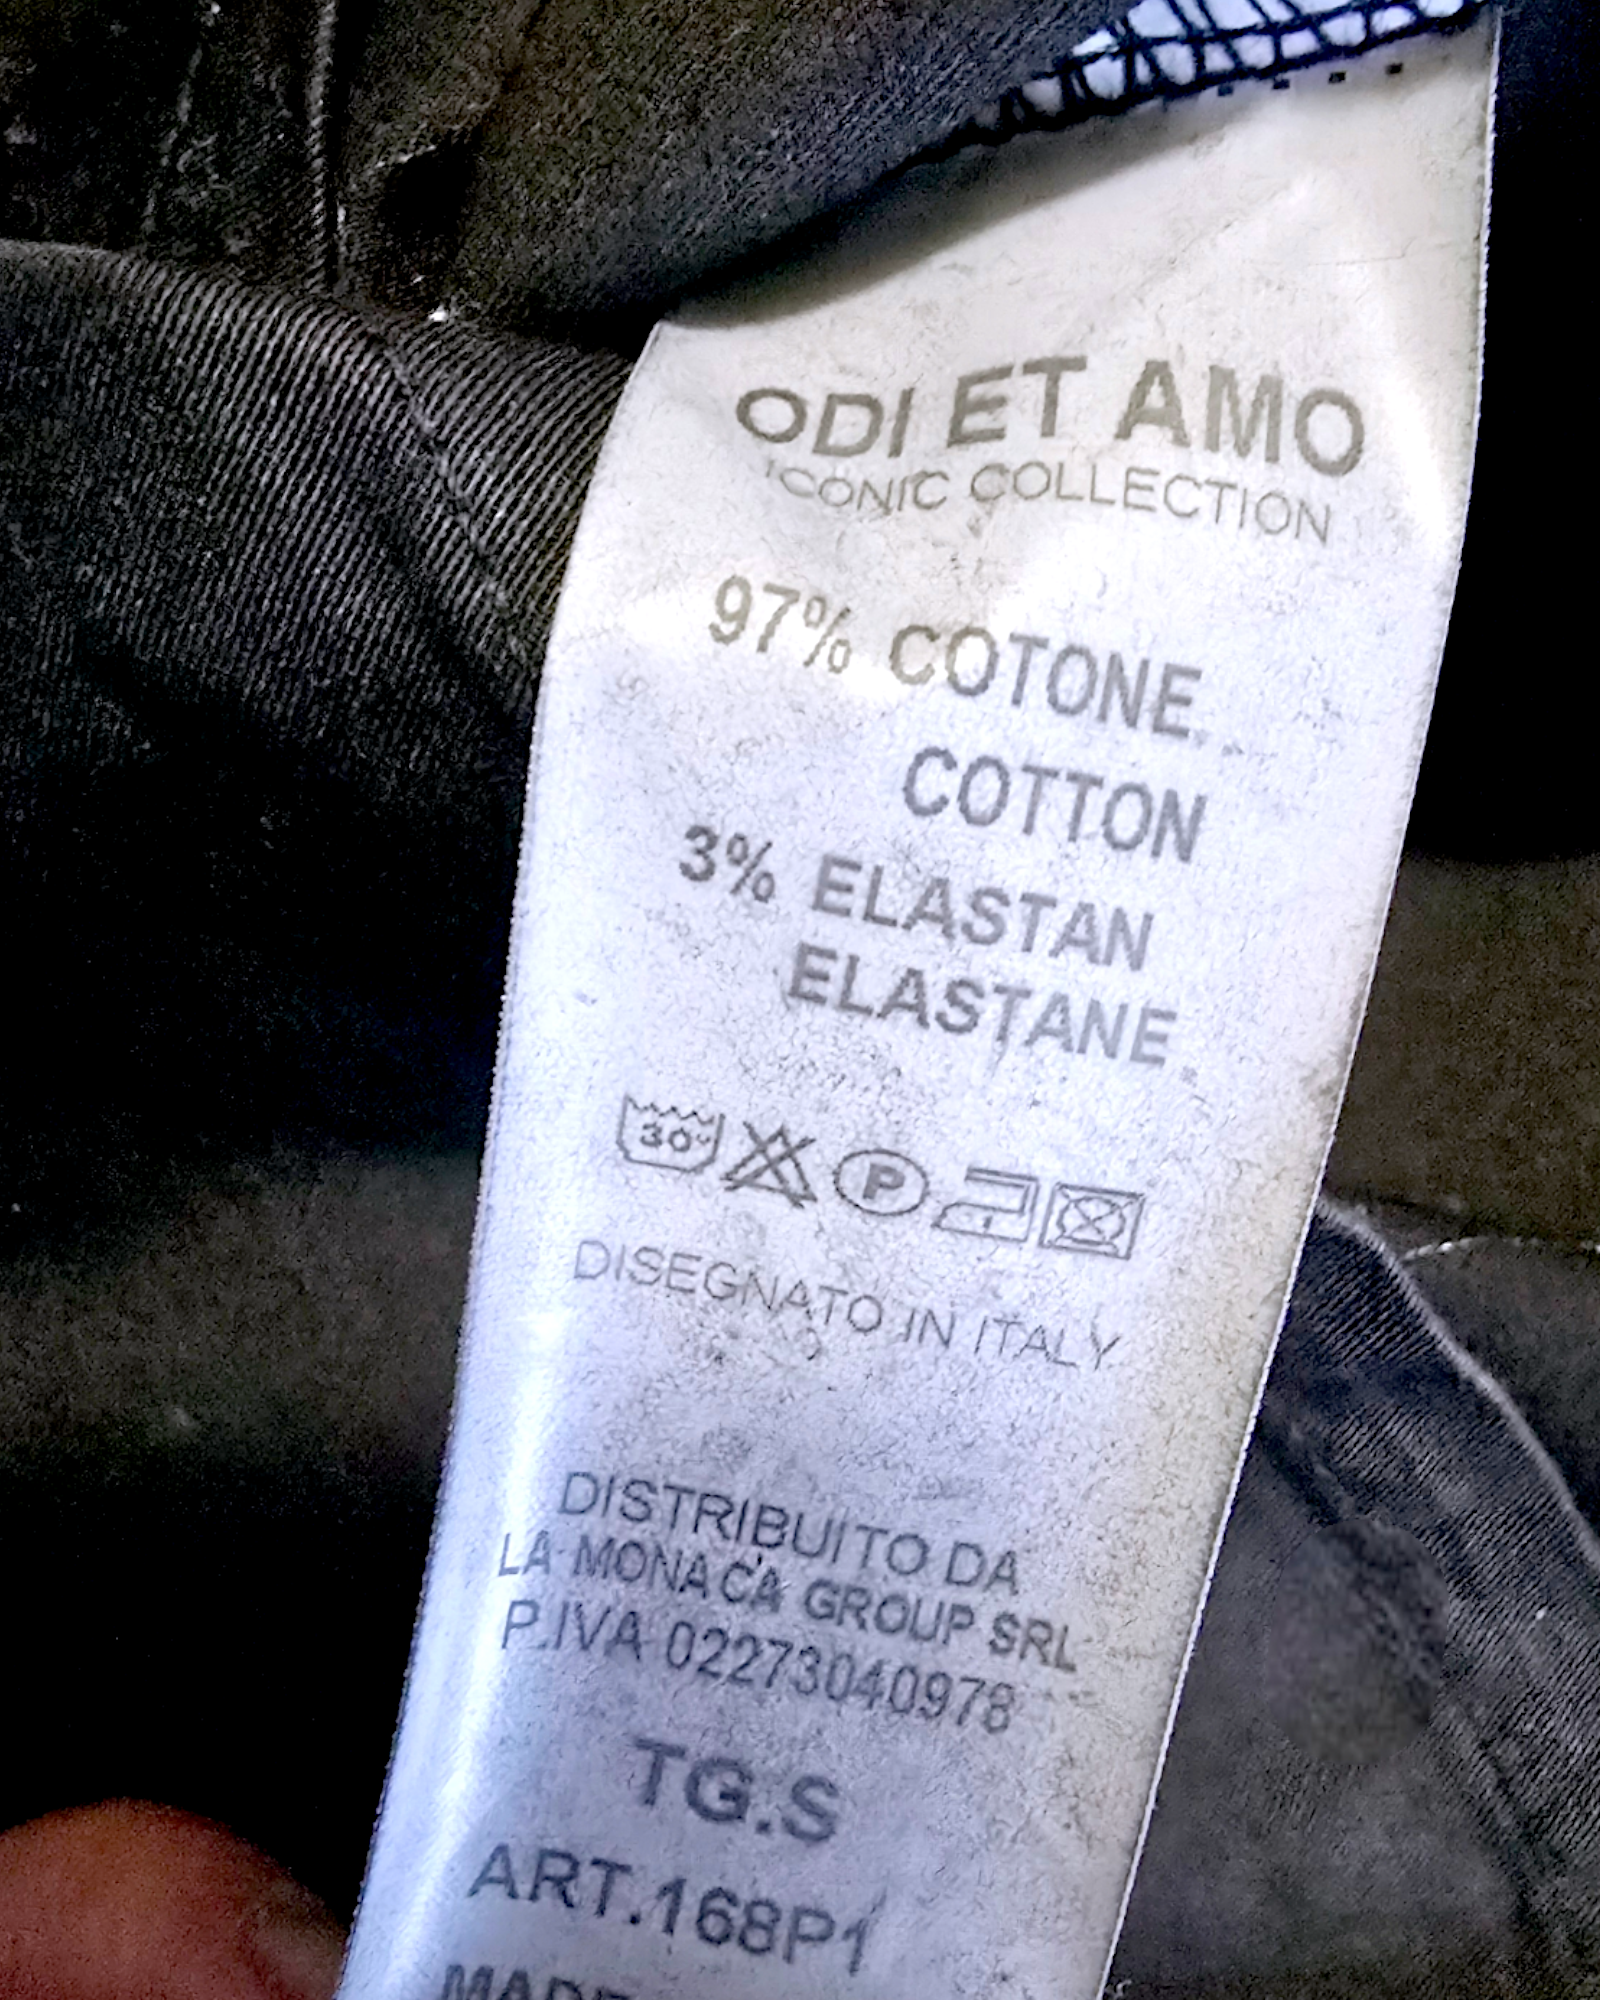 ODI ET AMO
ICONIC COLLECTION
97% COTONE
COTTON
3% ELASTAN
ELASTANE
30°
P
DISEGNATO IN ITALY
DISTRIBUITO DA
LA MONACA GROUP SRL
P.IVA 02273040978
TG.S
ART.168P1
MADE